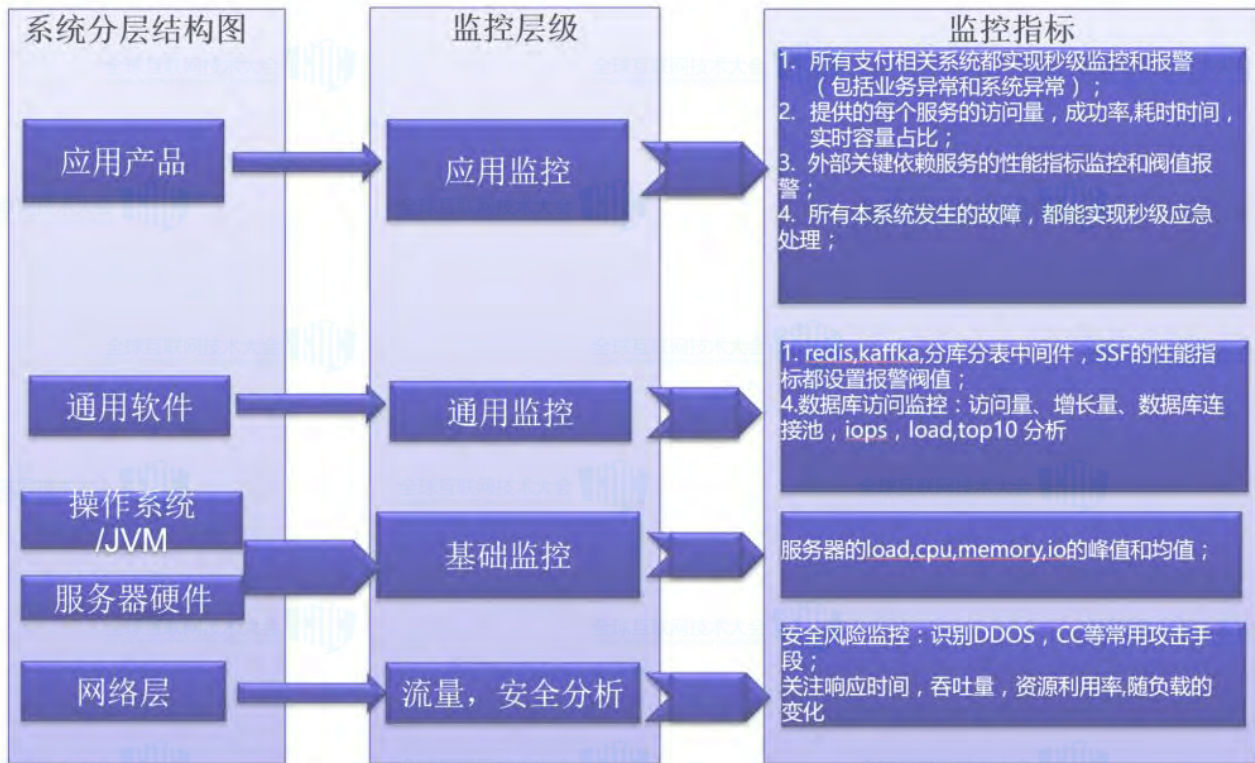 系统分层结构图
监控层级
监控指标
应用产品
应用监控
1. 所有支付相关系统都实现秒级监控和报警
（包括业务异常和系统异常）；
2. 提供的每个服务的访问量，成功率,耗时时间，
实时容量占比；
3. 外部关键依赖服务的性能指标监控和阀值报
警；
4. 所有本系统发生的故障，都能实现秒级应急
处理；
通用软件
通用监控
1. redis,kaffka,分库分表中间件，SSF的性能指
标都设置报警阀值；
4.数据库访问监控：访问量、增长量、数据库连
接池，iops，load,top10 分析
操作系统
/JVM
服务器硬件
基础监控
服务器的load,cpu,memory,io的峰值和均值；
网络层
流量，安全分析
安全风险监控：识别DDOS，CC等常用攻击手
段；
关注响应时间，吞吐量，资源利用率,随负载的
变化
全球互联网技术大会